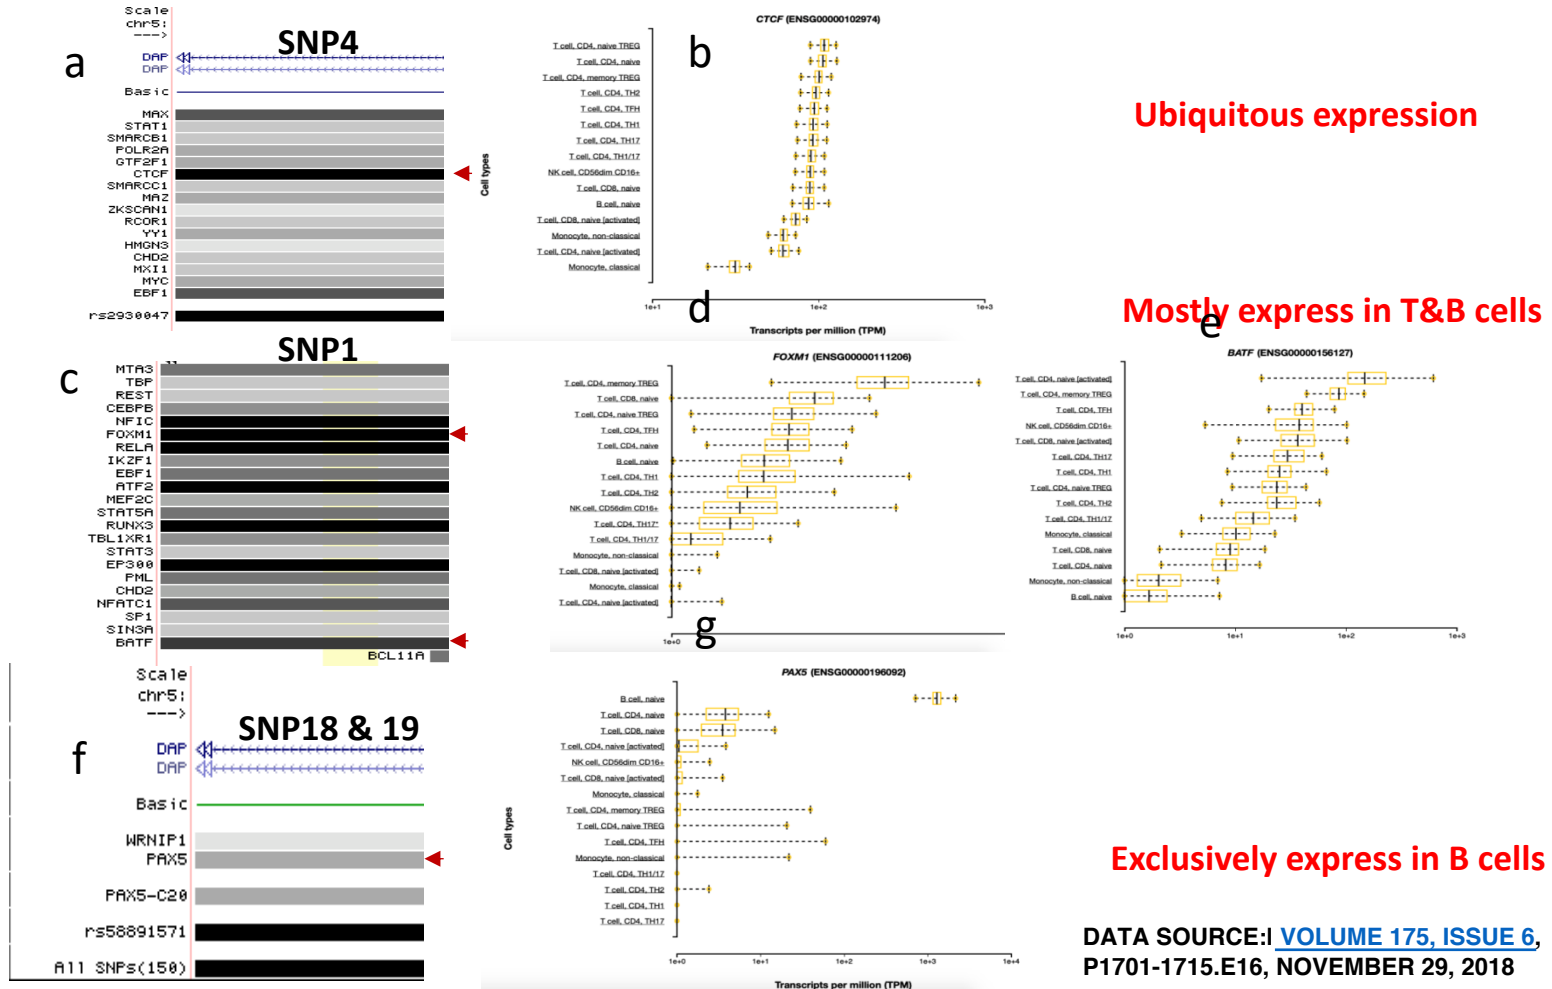 Scale
chr5:
--->
a
SNP4
DAP
DAP
Basic
MAX
STAT1
SMARCB1
POLR2A
GTF2F1
CTCF
SMARCC1
MAZ
ZKSCAN1
RCOR1
YY1
HMGN3
CHD2
MXI1
MYC
EBF1
rs2930047
CTCF (ENSG00000102974)
b
Cell types
T cell, CD4, naive TREG
T cell, CD4, naive
T cell, CD4, memory TREG
T cell, CD4, TH2
T cell, CD4, TFH
T cell, CD4, TH1
T cell, CD4, TH17
T cell, CD4, TH1/17
NK cell, CD56dim CD16+
T cell, CD8, naive
B cell, naive
T cell, CD8, naive [activated]
Monocyte, non-classical
T cell, CD4, naive [activated]
Monocyte, classical
1e+1 1e+2 1e+3
Transcripts per million (TPM)
Ubiquitous expression
c
SNP1
MTA3
TBP
REST
CEBPB
NFIC
FOXM1
RELA
IKZF1
EBF1
ATF2
MEF2C
STAT5A
RUNX3
TBL1XR1
STAT3
EP300
PML
CHD2
NFATC1
SP1
SIN3A
BATF
BCL11A
d
FOXM1 (ENSG00000111206)
T cell, CD4, memory TREG
T cell, CD8, naive
T cell, CD4, naive TREG
T cell, CD4, TFH
T cell, CD4, naive
B cell, naive
T cell, CD4, TH1
T cell, CD4, TH2
NK cell, CD56dim CD16+
T cell, CD4, TH17*
T cell, CD4, TH1/17
Monocyte, non-classical
T cell, CD8, naive [activated]
Monocyte, classical
T cell, CD4, naive [activated]
1e+0
Mostly express in T&B cells
e
BATF (ENSG00000156127)
T cell, CD4, naive [activated]
T cell, CD4, memory TREG
T cell, CD4, TFH
NK cell, CD56dim CD16+
T cell, CD8, naive [activated]
T cell, CD4, TH17
T cell, CD4, TH1
T cell, CD4, naive TREG
T cell, CD4, TH2
T cell, CD4, TH1/17
Monocyte, classical
T cell, CD8, naive
T cell, CD4, naive
Monocyte, non-classical
B cell, naive
1e+0 1e+1 1e+2 1e+3
Scale
chr5:
--->
f
SNP18 & 19
DAP
DAP
Basic
WRNIP1
PAX5
PAX5-C20
rs58891571
All SNPs(150)
g
PAX5 (ENSG00000196092)
Cell types
B cell, naive
T cell, CD4, naive
T cell, CD8, naive
T cell, CD4, naive [activated]
NK cell, CD56dim CD16+
T cell, CD8, naive [activated]
Monocyte, classical
T cell, CD4, memory TREG
T cell, CD4, naive TREG
T cell, CD4, TFH
Monocyte, non-classical
T cell, CD4, TH1/17
T cell, CD4, TH2
T cell, CD4, TH1
T cell, CD4, TH17
1e+0 1e+1 1e+2 1e+3 1e+4
Transcripts per million (TPM)
Exclusively express in B cells
DATA SOURCE:l VOLUME 175, ISSUE 6,
P1701-1715.E16, NOVEMBER 29, 2018